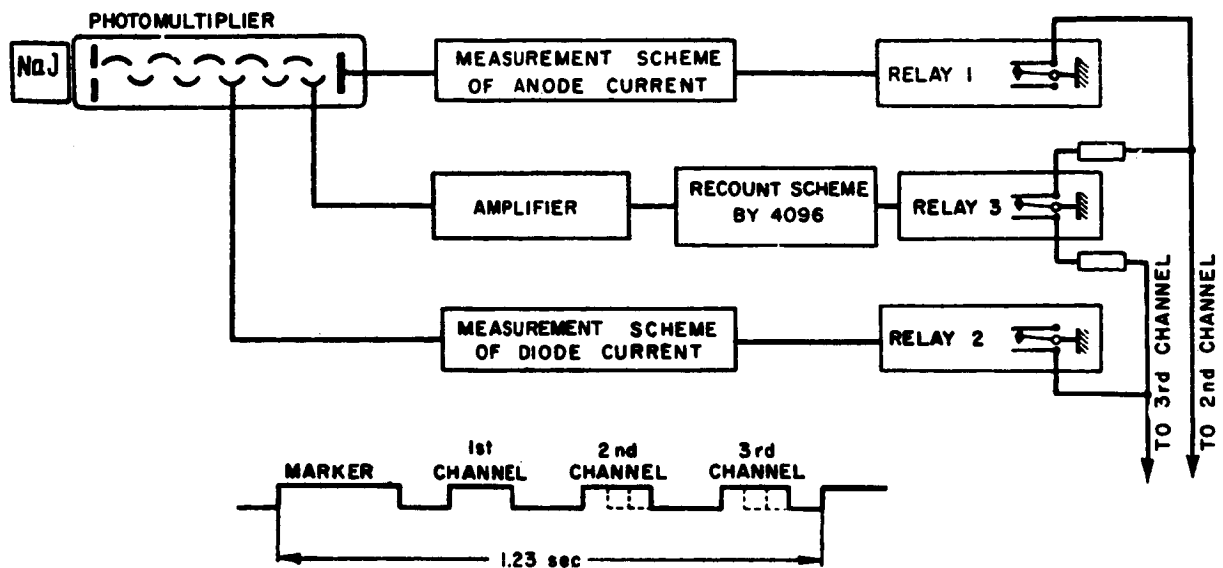 PHOTOMULTIPLIER
NaJ
MEASUREMENT SCHEME
OF ANODE CURRENT
RELAY 1
AMPLIFIER
RECOUNT SCHEME
BY 4096
RELAY 3
MEASUREMENT SCHEME
OF DIODE CURRENT
RELAY 2
TO 3rd CHANNEL
TO 2nd CHANNEL
MARKER
1st
CHANNEL
2nd
CHANNEL
3rd
CHANNEL
1.23 sec